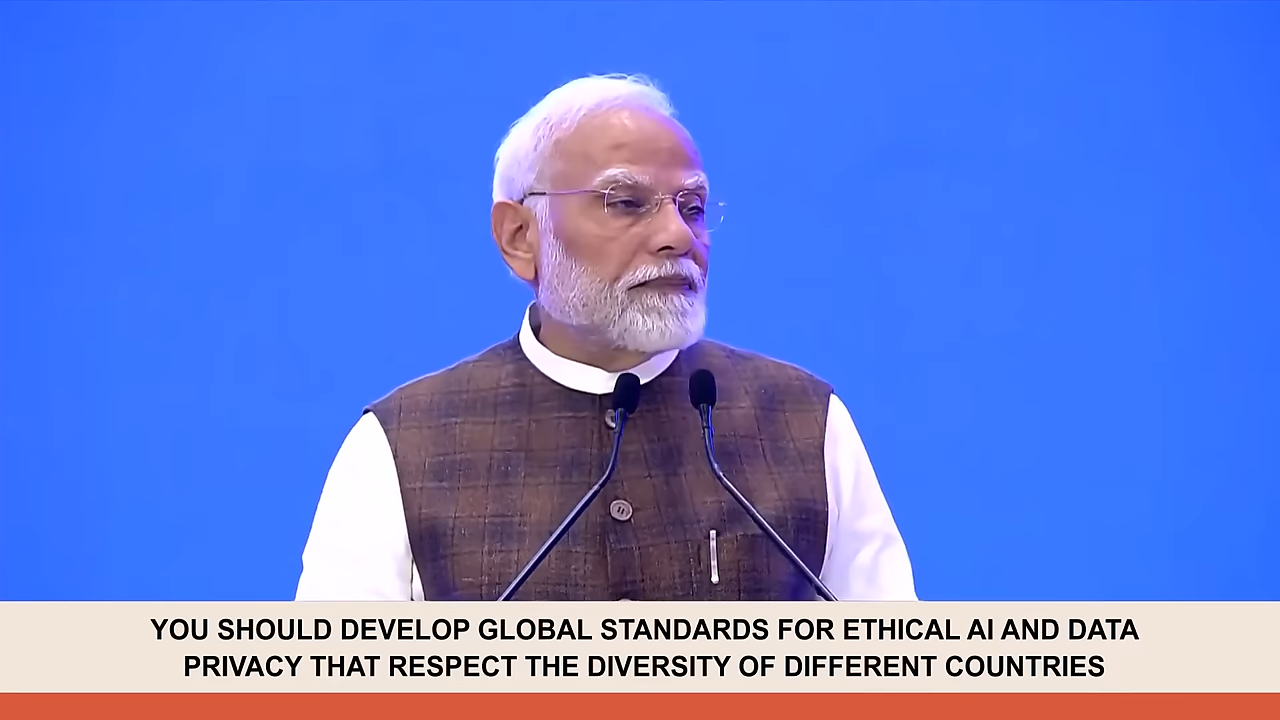 YOU SHOULD DEVELOP GLOBAL STANDARDS FOR ETHICAL AI AND DATA
PRIVACY THAT RESPECT THE DIVERSITY OF DIFFERENT COUNTRIES